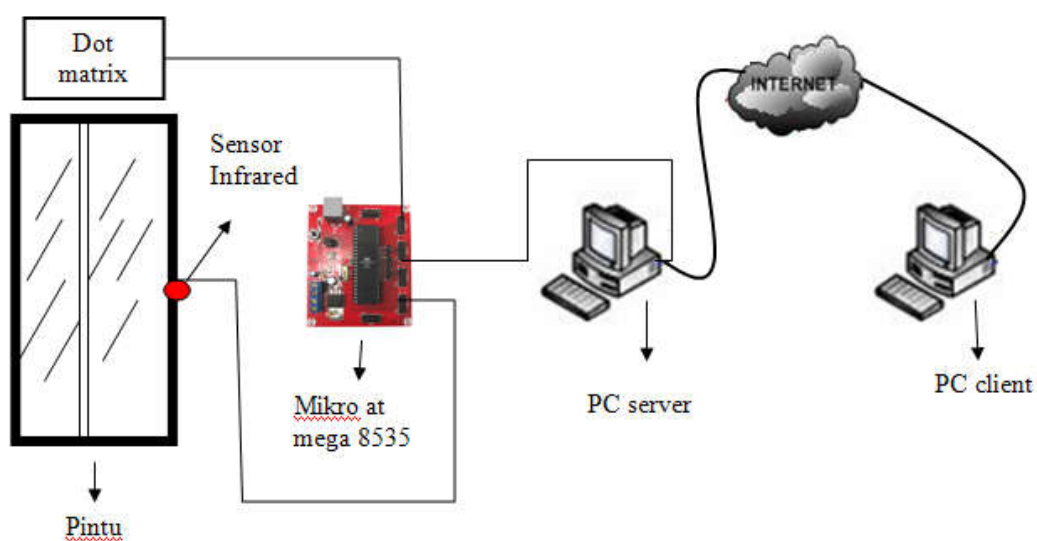 Dot
matrix
Sensor
Infrared
INTERNET
Mikro at
mega 8535
PC server
PC client
Pintu